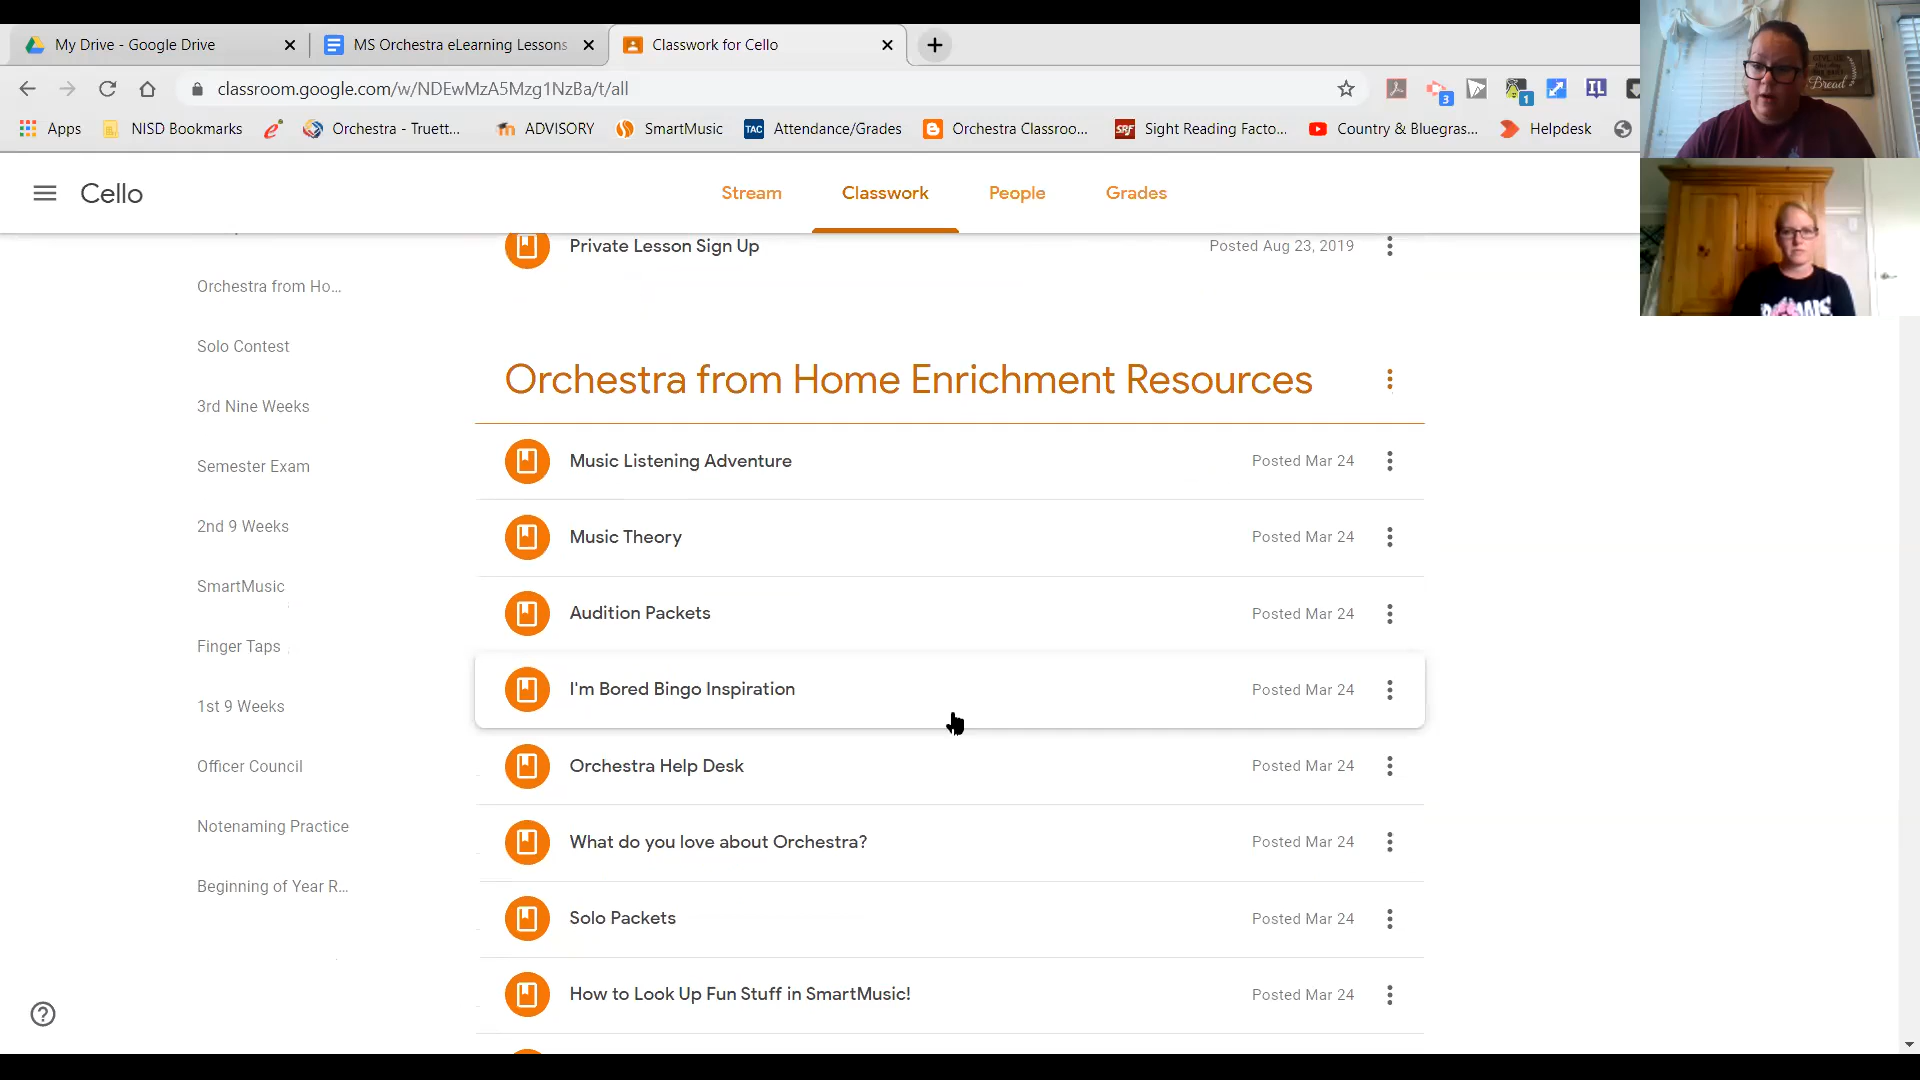 My Drive - Google Drive
MS Orchestra eLearning Lessons
Classwork for Cello
classroom.google.com/w/NDEwMzA5Mzg1NzBa/t/all
3
1
IL
Apps
NISD Bookmarks
Orchestra - Truett...
ADVISORY
SmartMusic
TAC
Attendance/Grades
Orchestra Classroo...
SRF
Sight Reading Facto...
Country & Bluegras...
Helpdesk
Bread
Cello
Stream
Classwork
People
Grades
Private Lesson Sign Up
Posted Aug 23, 2019
Orchestra from Ho...
Solo Contest
3rd Nine Weeks
Semester Exam
2nd 9 Weeks
SmartMusic
Finger Taps
1st 9 Weeks
Officer Council
Notenaming Practice
Beginning of Year R...
Orchestra from Home Enrichment Resources
Music Listening Adventure
Posted Mar 24
Music Theory
Posted Mar 24
Audition Packets
Posted Mar 24
I'm Bored Bingo Inspiration
Posted Mar 24
Orchestra Help Desk
Posted Mar 24
What do you love about Orchestra?
Posted Mar 24
Solo Packets
Posted Mar 24
How to Look Up Fun Stuff in SmartMusic!
Posted Mar 24